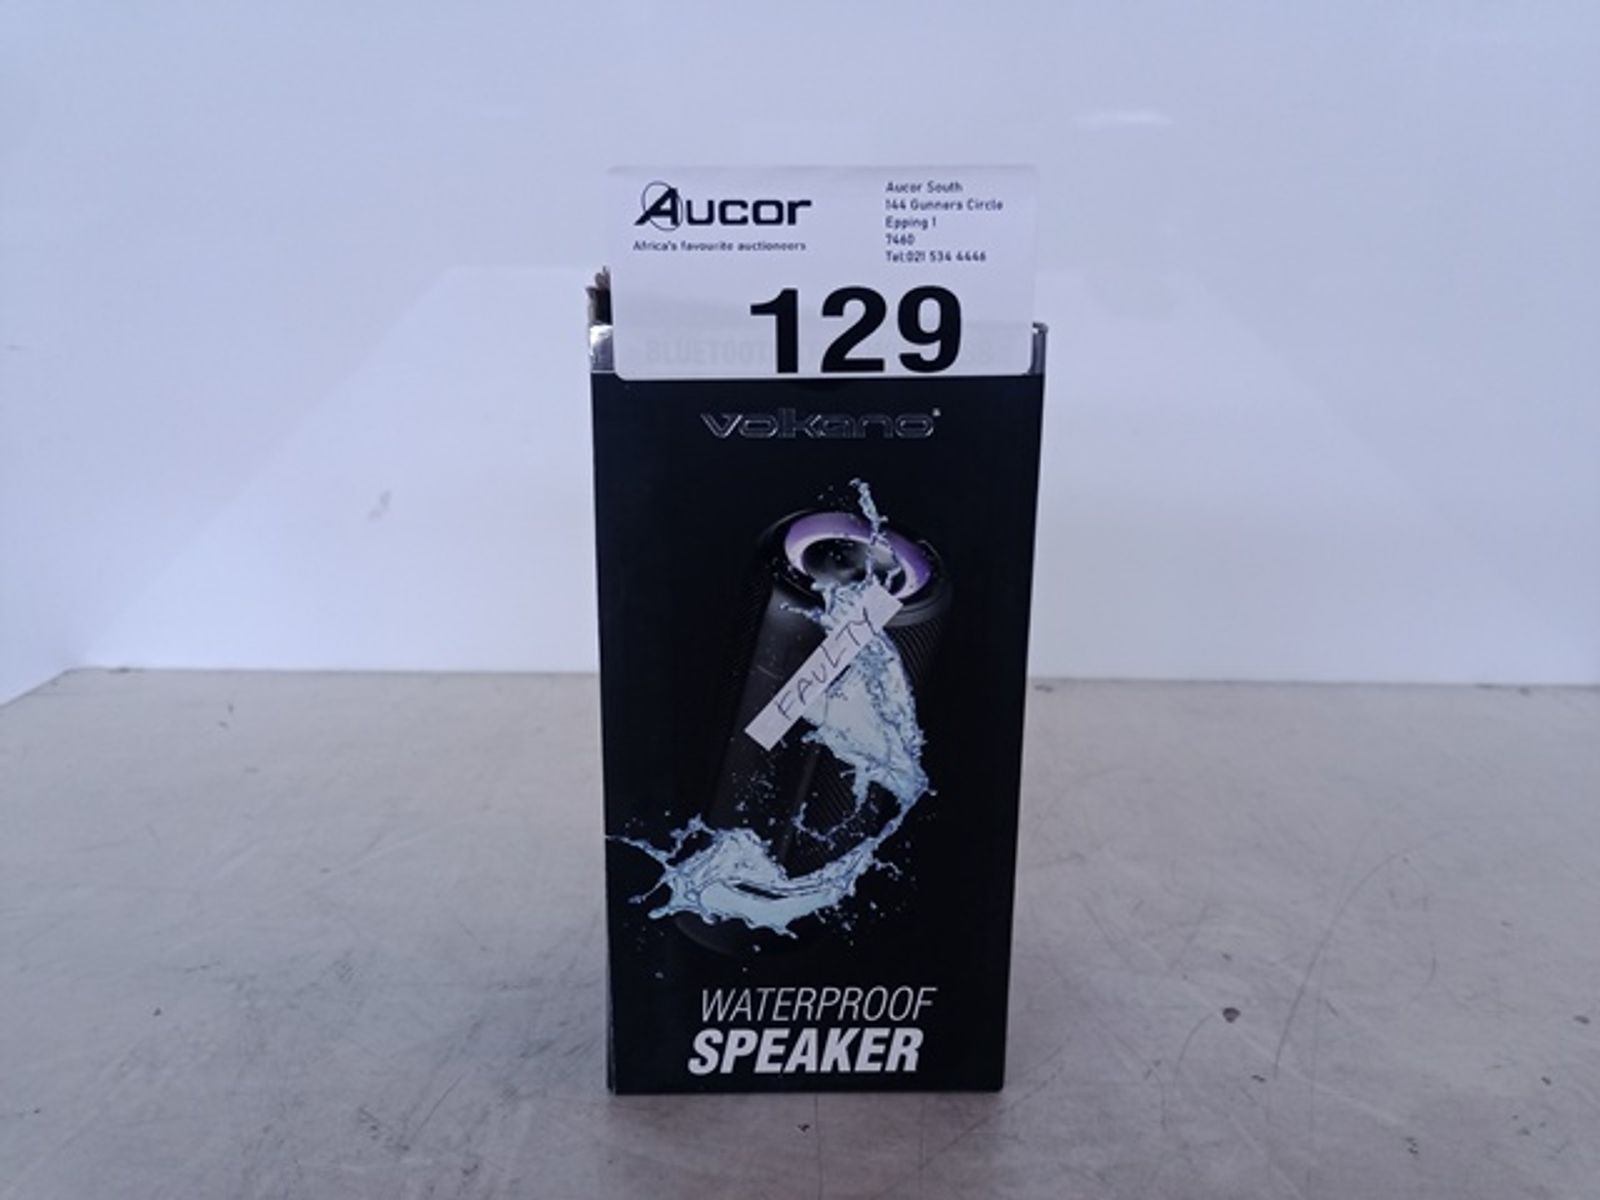 Aucor
Africa's favourite auctioneers
Aucor South
144 Gunners Circle
Epping 1
7460
Tel:021 534 4446
129
volkano
FAULTY
WATERPROOF
SPEAKER